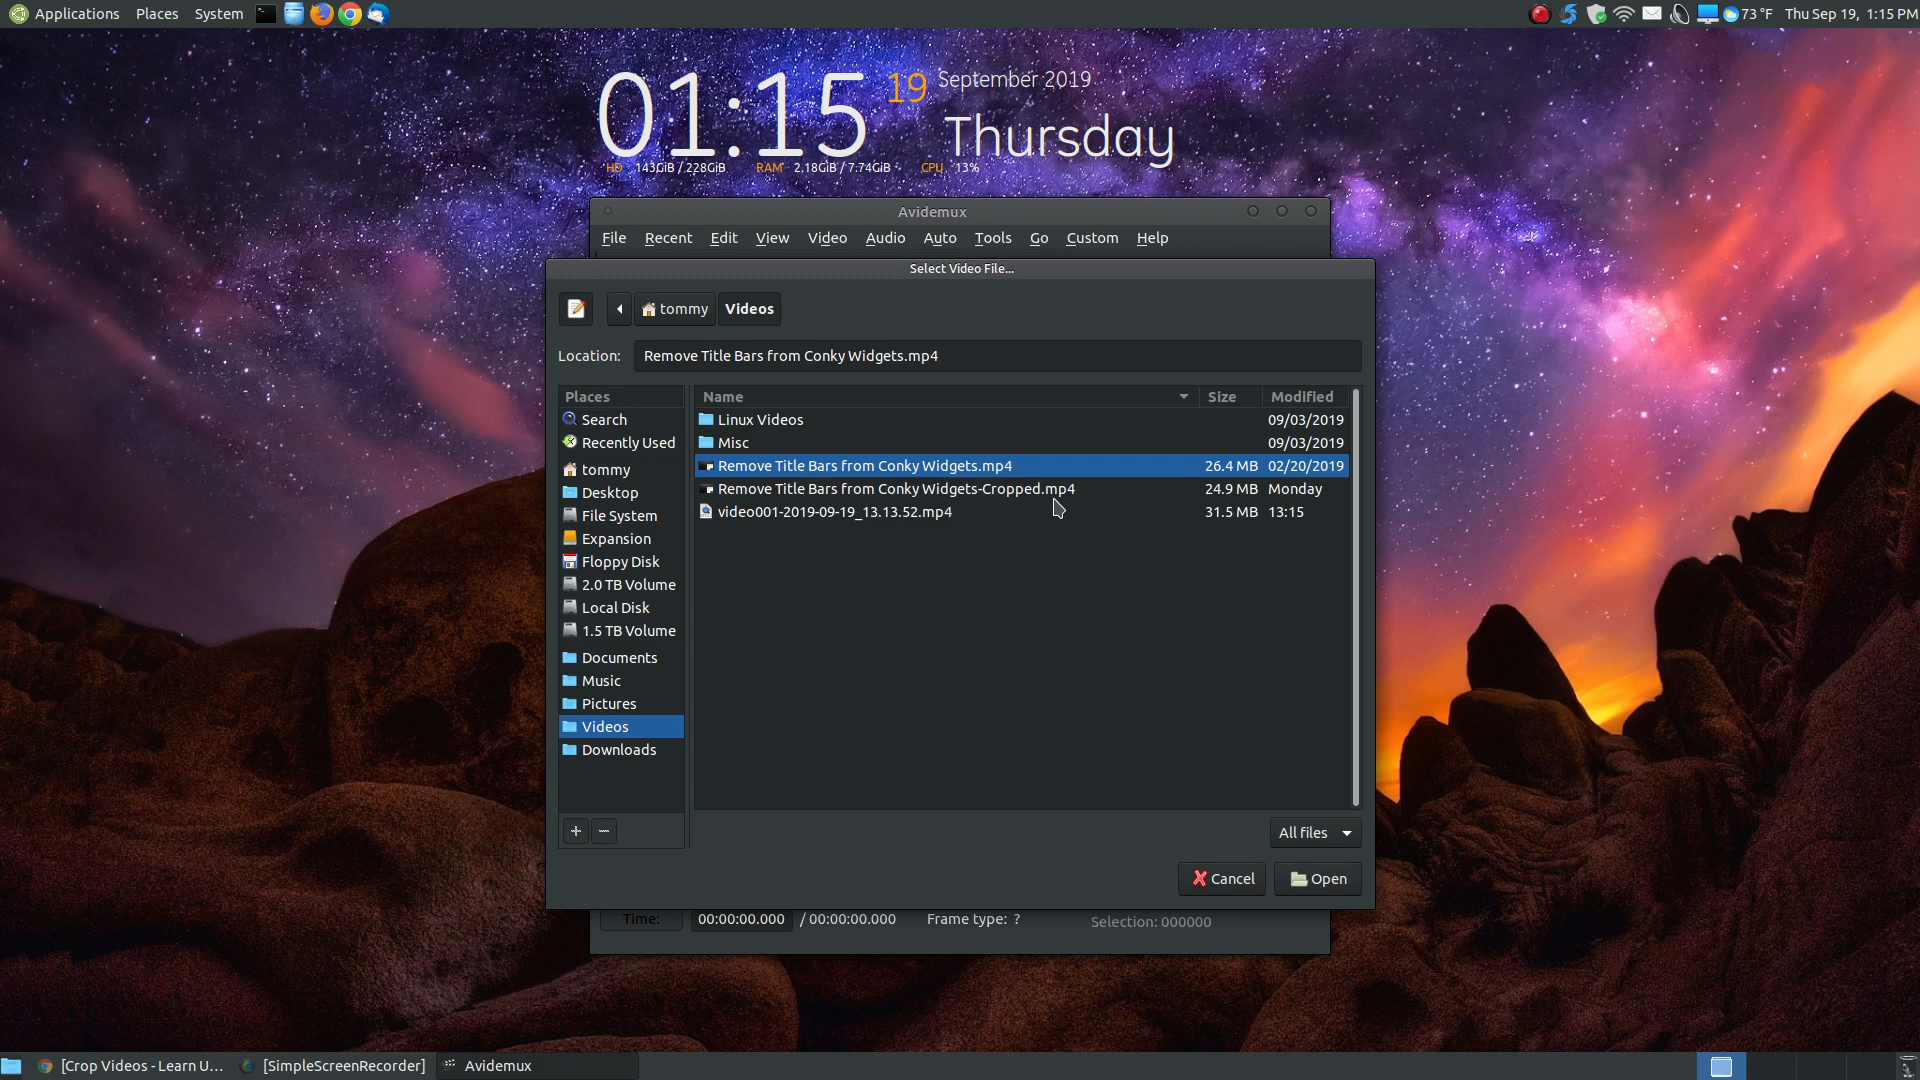 Applications Places System 73 °F Thu Sep 19, 1:15 PM
01:15 19 September 2019
Thursday
HD 143GiB / 228GiB RAM 2.18GiB / 7.74GiB CPU 13%
Avidemux
File Recent Edit View Video Audio Auto Tools Go Custom Help
Select Video File...
tommy Videos
Location: Remove Title Bars from Conky Widgets.mp4
Places Name Size Modified
Search Linux Videos 09/03/2019
Recently Used Misc 09/03/2019
tommy Remove Title Bars from Conky Widgets.mp4 26.4 MB 02/20/2019
Desktop Remove Title Bars from Conky Widgets-Cropped.mp4 24.9 MB Monday
File System video001-2019-09-19_13.13.52.mp4 31.5 MB 13:15
Expansion
Floppy Disk
2.0 TB Volume
Local Disk
1.5 TB Volume
Documents
Music
Pictures
Videos
Downloads
All files
Cancel Open
Time: 00:00:00.000 / 00:00:00.000 Frame type: ? Selection: 000000
[Crop Videos - Learn U... [SimpleScreenRecorder] Avidemux